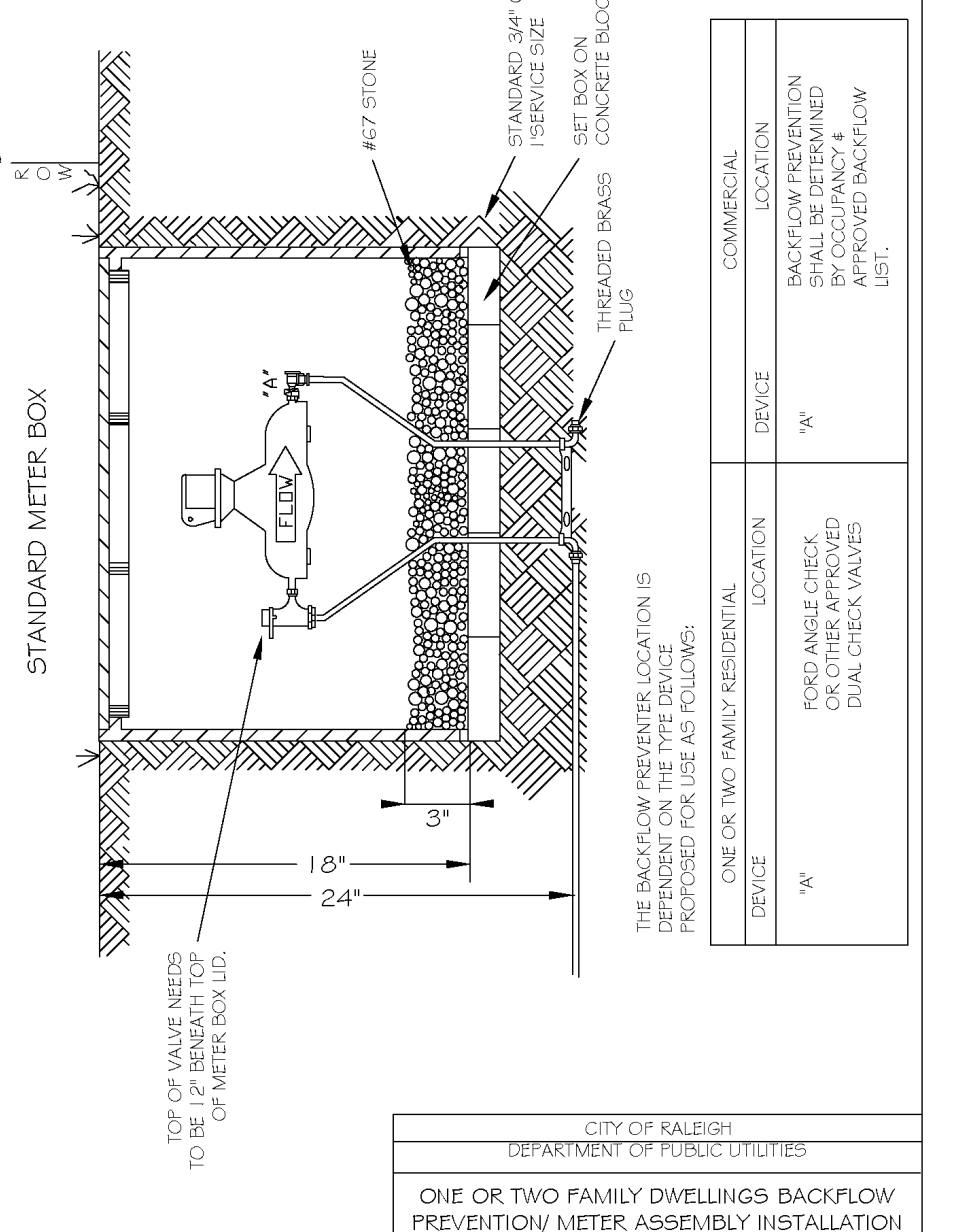 STANDARD METER BOX
R
O
W
#67 STONE
STANDARD 3/4"
1"SERVICE SIZE
SET BOX ON
CONCRETE
THREADED BRASS
PLUG
"A"
FLOW
3"
18"
24"
TOP OF VALVE NEEDS
TO BE 12" BENEATH TOP
OF METER BOX LID.
THE BACKFLOW PREVENTER LOCATION IS
DEPENDENT ON THE TYPE DEVICE
PROPOSED FOR USE AS FOLLOWS:
ONE OR TWO FAMILY RESIDENTIAL
DEVICE LOCATION
"A" FORD ANGLE CHECK
OR OTHER APPROVED
DUAL CHECK VALVES
COMMERCIAL
DEVICE LOCATION
"A" BACKFLOW PREVENTION
SHALL BE DETERMINED
BY OCCUPANCY &
APPROVED BACKFLOW
LIST.
CITY OF RALEIGH
DEPARTMENT OF PUBLIC UTILITIES
ONE OR TWO FAMILY DWELLINGS BACKFLOW
PREVENTION/ METER ASSEMBLY INSTALLATION